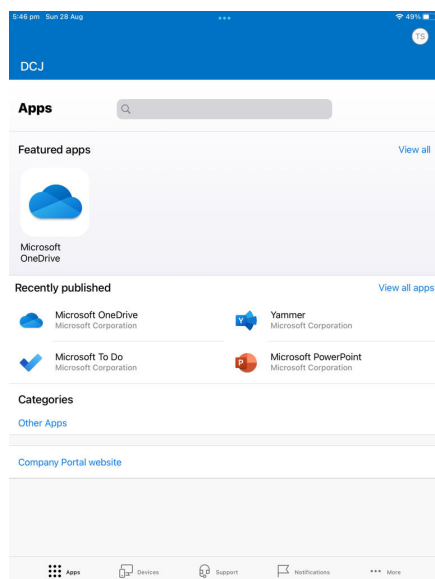 5:46 pm Sun 28 Aug
49%
TS
DCJ
Apps
Featured apps
View all
Microsoft
OneDrive
Recently published
View all apps
Microsoft OneDrive
Microsoft Corporation
Yammer
Microsoft Corporation
Microsoft To Do
Microsoft Corporation
Microsoft PowerPoint
Microsoft Corporation
Categories
Other Apps
Company Portal website
Apps
Devices
Support
Notifications
More